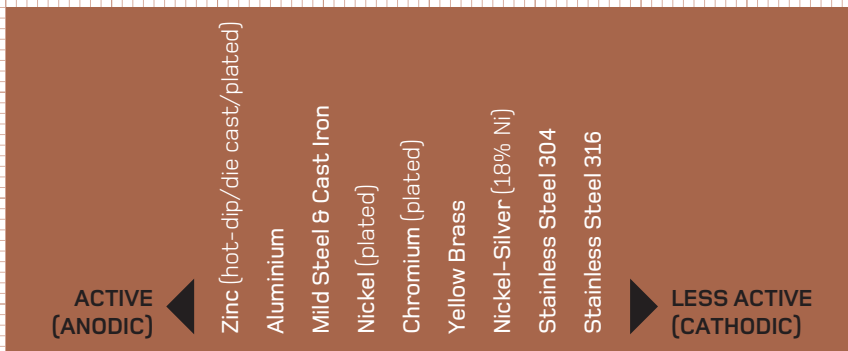 ACTIVE
(ANODIC)
Zinc (hot-dip/die cast/plated)
Aluminium
Mild Steel & Cast Iron
Nickel (plated)
Chromium (plated)
Yellow Brass
Nickel-Silver (18% Ni)
Stainless Steel 304
Stainless Steel 316
LESS ACTIVE
(CATHODIC)